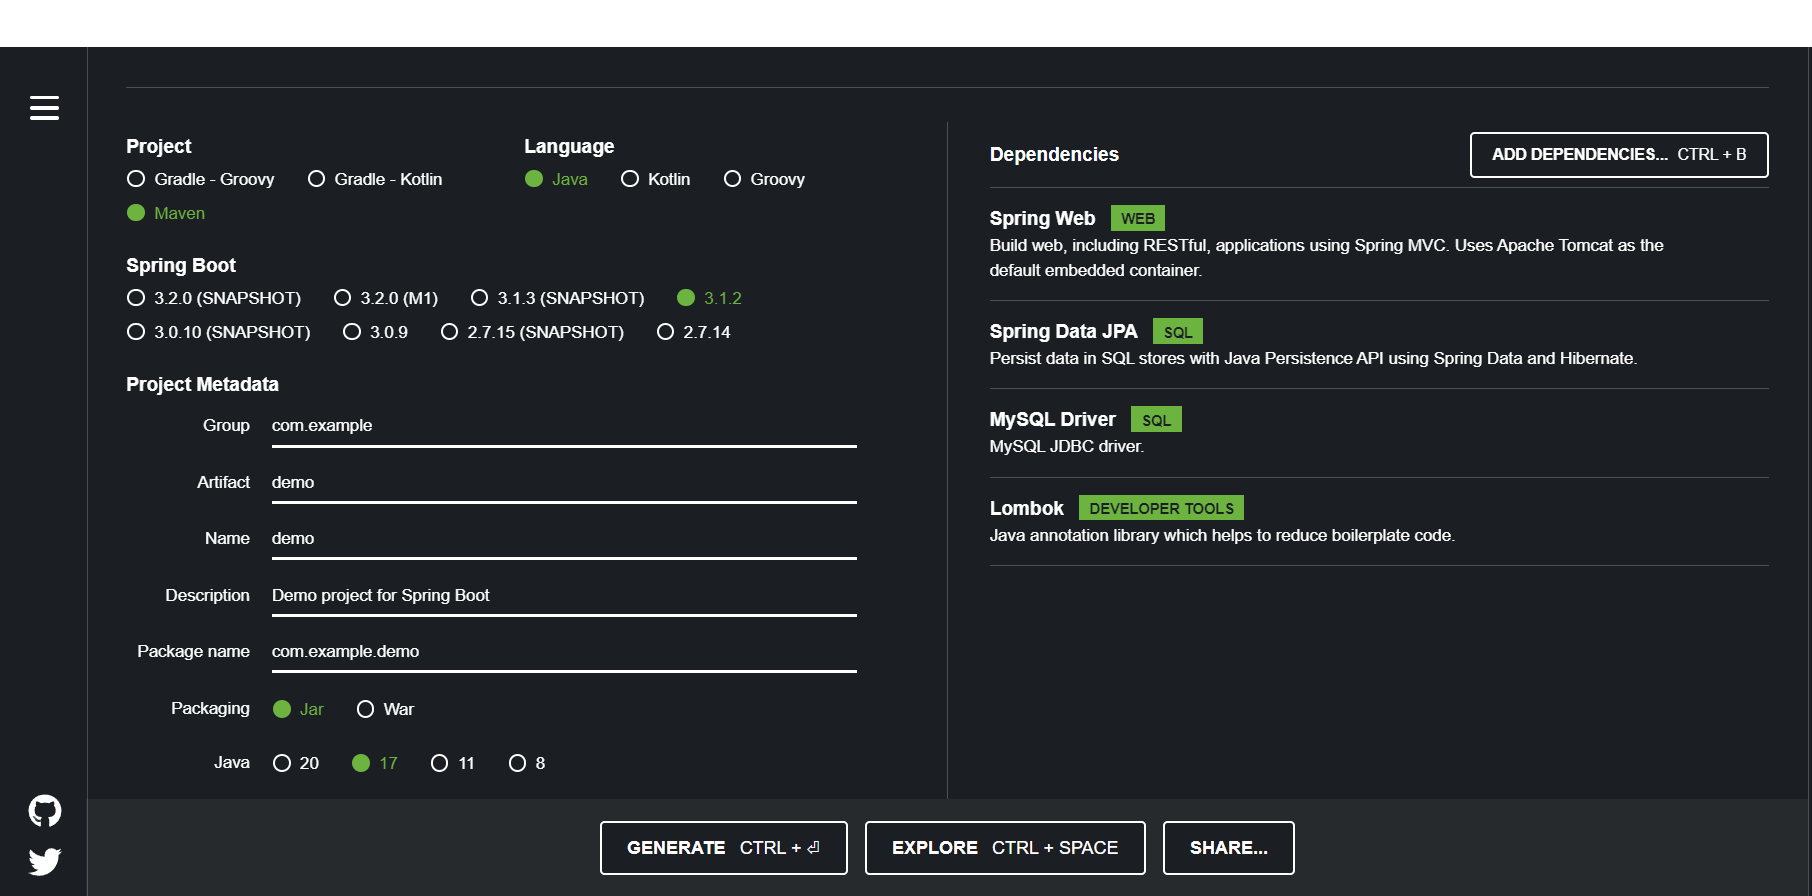 Project
Gradle - Groovy Gradle - Kotlin
Maven
Language
Java Kotlin Groovy
Spring Boot
3.2.0 (SNAPSHOT) 3.2.0 (M1) 3.1.3 (SNAPSHOT) 3.1.2
3.0.10 (SNAPSHOT) 3.0.9 2.7.15 (SNAPSHOT) 2.7.14
Project Metadata
Group com.example
Artifact demo
Name demo
Description Demo project for Spring Boot
Package name com.example.demo
Packaging Jar War
Java 20 17 11 8
Dependencies
ADD DEPENDENCIES... CTRL + B
Spring Web WEB
Build web, including RESTful, applications using Spring MVC. Uses Apache Tomcat as the
default embedded container.
Spring Data JPA SQL
Persist data in SQL stores with Java Persistence API using Spring Data and Hibernate.
MySQL Driver SQL
MySQL JDBC driver.
Lombok DEVELOPER TOOLS
Java annotation library which helps to reduce boilerplate code.
GENERATE CTRL + ⏎
EXPLORE CTRL + SPACE
SHARE...